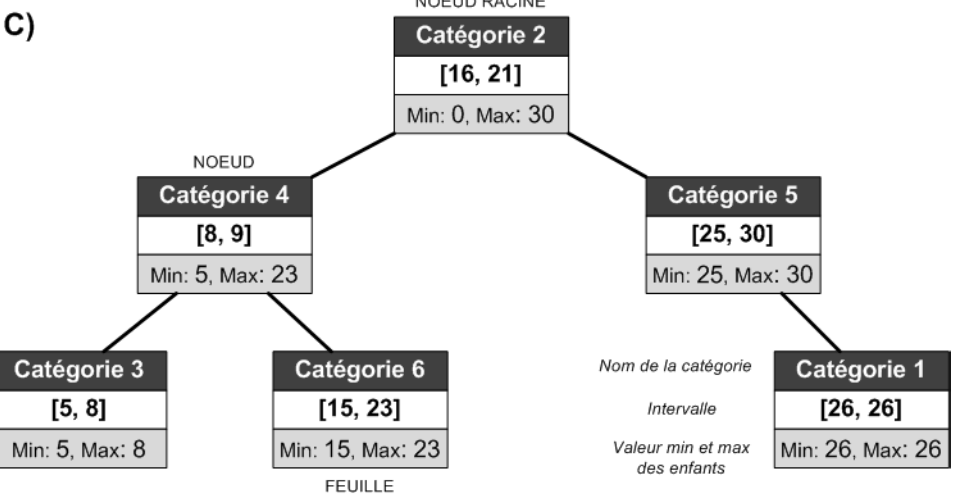 NOEUD RACINE
C)
Catégorie 2
[16, 21]
Min: 0, Max: 30
NOEUD
Catégorie 4
[8, 9]
Min: 5, Max: 23
Catégorie 5
[25, 30]
Min: 25, Max: 30
Catégorie 3
[5, 8]
Min: 5, Max: 8
Catégorie 6
[15, 23]
Min: 15, Max: 23
FEUILLE
Nom de la catégorie
Intervalle
Valeur min et max
des enfants
Catégorie 1
[26, 26]
Min: 26, Max: 26